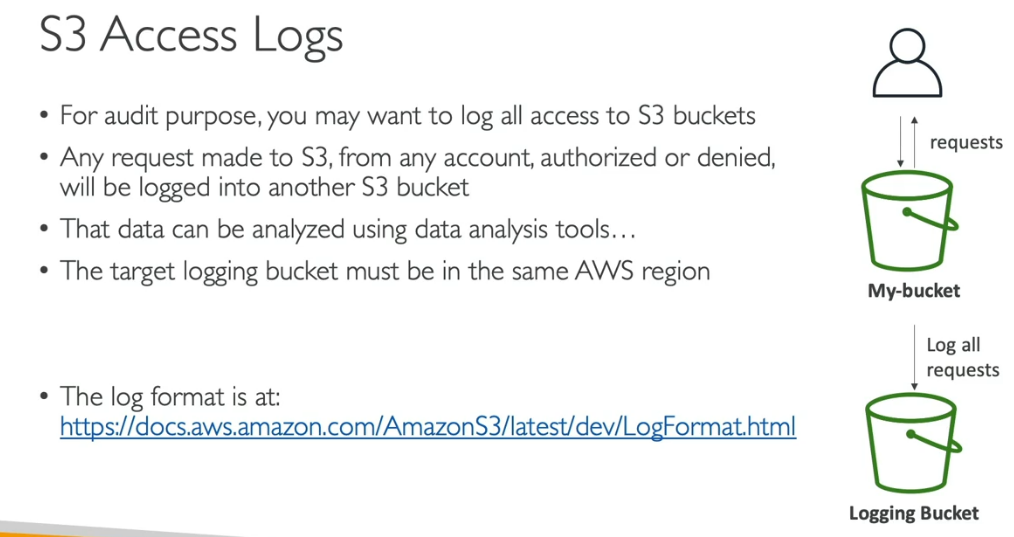 S3 Access Logs
• For audit purpose, you may want to log all access to S3 buckets
• Any request made to S3, from any account, authorized or denied,
will be logged into another S3 bucket
• That data can be analyzed using data analysis tools…
• The target logging bucket must be in the same AWS region
• The log format is at:
https://docs.aws.amazon.com/AmazonS3/latest/dev/LogFormat.html
requests
My-bucket
Log all
requests
Logging Bucket